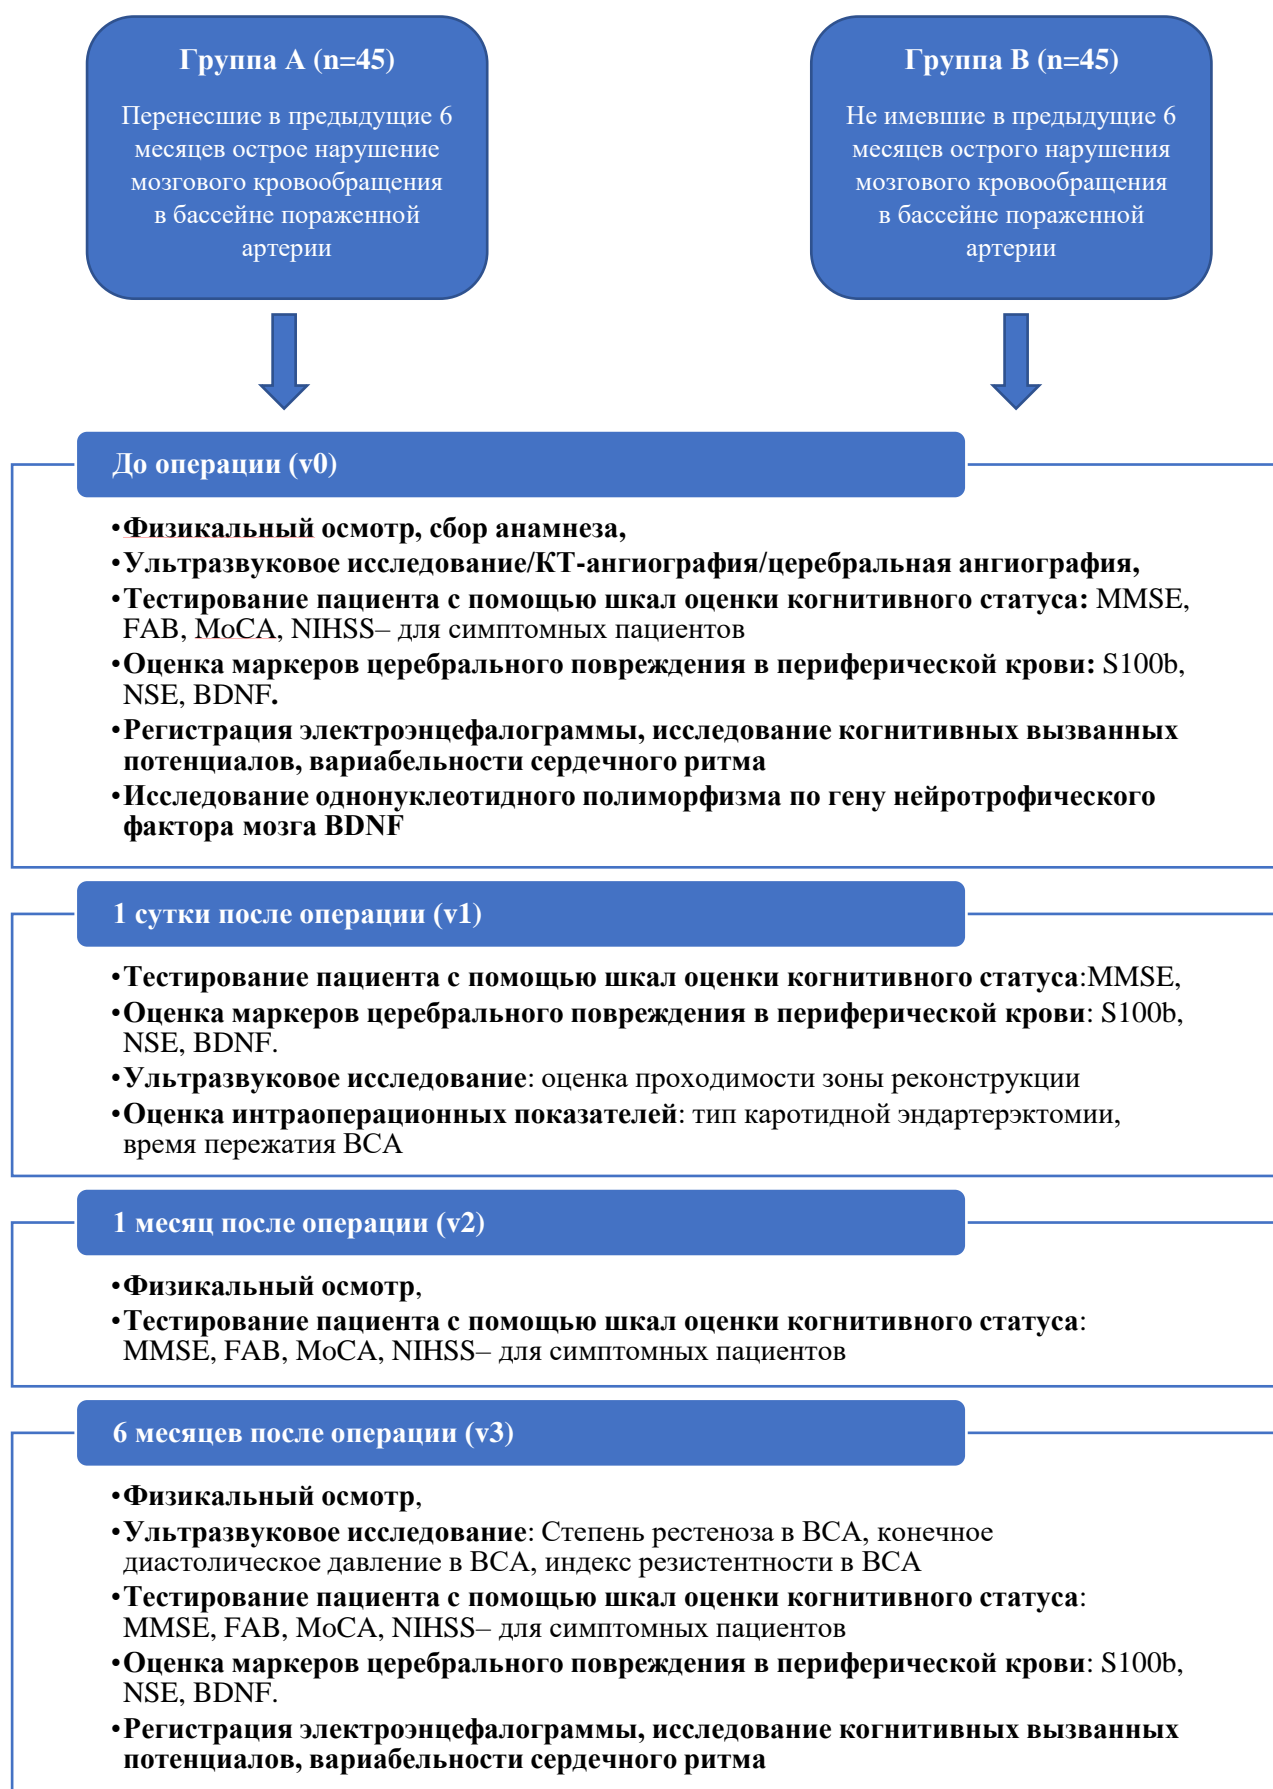 Группа А (n=45)
Перенесшие в предыдущие 6
месяцев острое нарушение
мозгового кровообращения
в бассейне пораженной
артерии
Группа В (n=45)
Не имевшие в предыдущие 6
месяцев острого нарушения
мозгового кровообращения
в бассейне пораженной
артерии
До операции (v0)
•Физикальный осмотр, сбор анамнеза,
•Ультразвуковое исследование/КТ-ангиография/церебральная ангиография,
•Тестирование пациента с помощью шкал оценки когнитивного статуса: MMSE,
FAB, MoCA, NIHSS– для симптомных пациентов
•Оценка маркеров церебрального повреждения в периферической крови: S100b,
NSE, BDNF.
•Регистрация электроэнцефалограммы, исследование когнитивных вызванных
потенциалов, вариабельности сердечного ритма
•Исследование однонуклеотидного полиморфизма по гену нейротрофического
фактора мозга BDNF
1 сутки после операции (v1)
•Тестирование пациента с помощью шкал оценки когнитивного статуса:MMSE,
•Оценка маркеров церебрального повреждения в периферической крови: S100b,
NSE, BDNF.
•Ультразвуковое исследование: оценка проходимости зоны реконструкции
•Оценка интраоперационных показателей: тип каротидной эндартерэктомии,
время пережатия ВСА
1 месяц после операции (v2)
•Физикальный осмотр,
•Тестирование пациента с помощью шкал оценки когнитивного статуса:
MMSE, FAB, MoCA, NIHSS– для симптомных пациентов
6 месяцев после операции (v3)
•Физикальный осмотр,
•Ультразвуковое исследование: Степень рестеноза в ВСА, конечное
диастолическое давление в ВСА, индекс резистентности в ВСА
•Тестирование пациента с помощью шкал оценки когнитивного статуса:
MMSE, FAB, MoCA, NIHSS– для симптомных пациентов
•Оценка маркеров церебрального повреждения в периферической крови: S100b,
NSE, BDNF.
•Регистрация электроэнцефалограммы, исследование когнитивных вызванных
потенциалов, вариабельности сердечного ритма